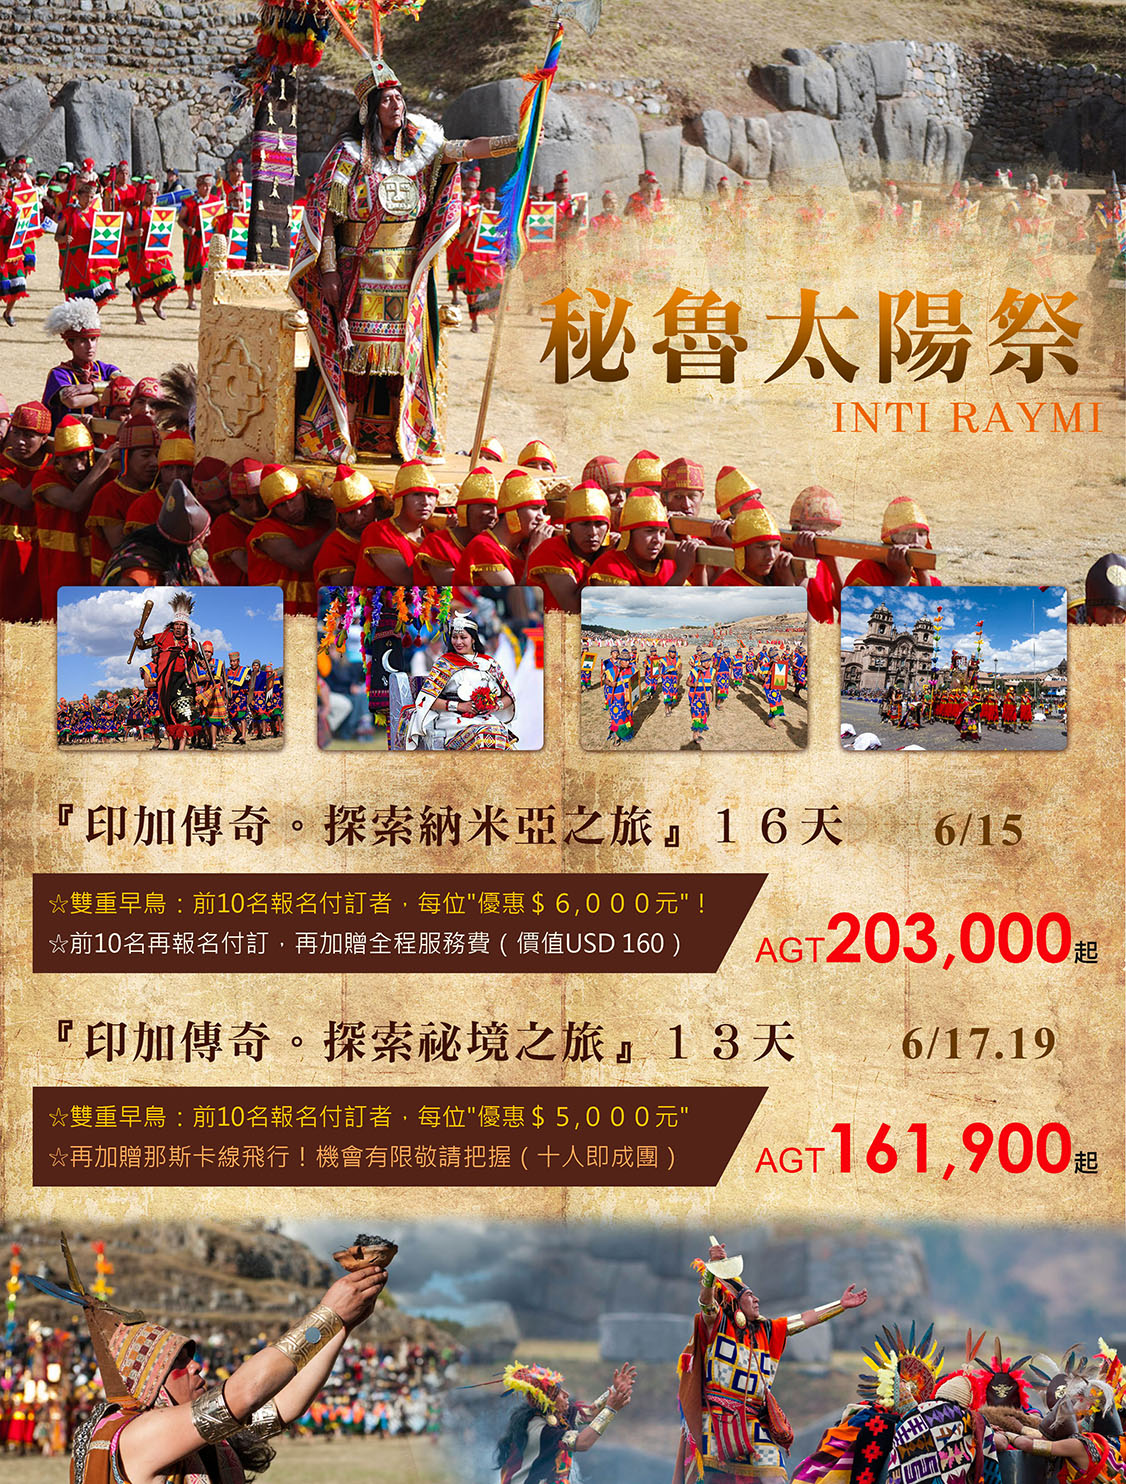 秘魯太陽祭
INTI RAYMI
『印加傳奇。探索納米亞之旅』１６天 6/15
☆雙重早鳥：前10名報名付訂者，每位"優惠＄６,０００元"！
☆前10名再報名付訂，再加贈全程服務費（價值USD 160）
AGT203,000起
『印加傳奇。探索祕境之旅』１３天 6/17.19
☆雙重早鳥：前10名報名付訂者，每位"優惠＄５,０００元"
☆再加贈那斯卡線飛行！機會有限敬請把握（十人即成團）
AGT161,900起